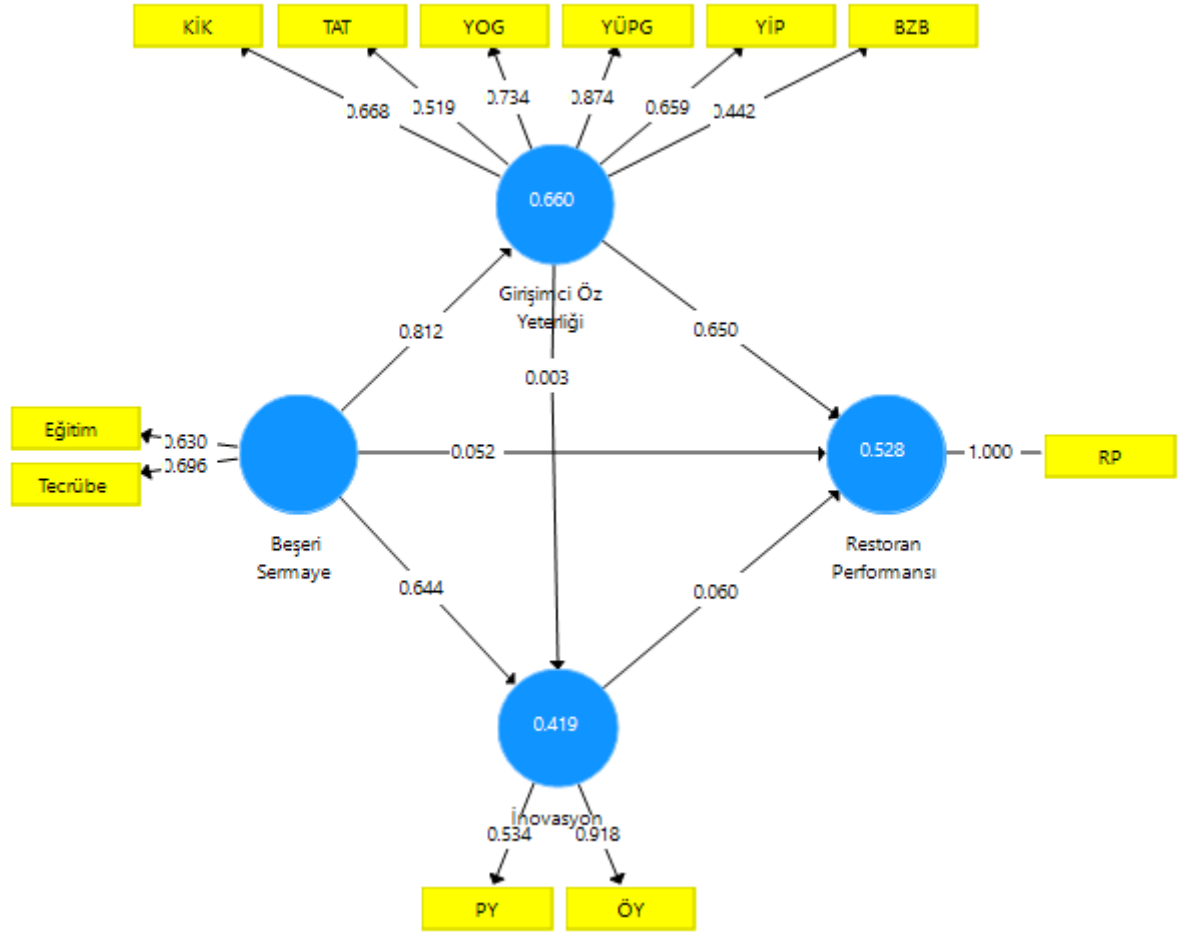 KİK
TAT
YOG
YÜPG
YİP
BZB
0.668
0.519
0.734
0.874
0.659
0.442
0.660
Girişimci Öz
Yeterliği
0.812
0.650
0.003
Eğitim
Tecrübe
0.630
0.696
0.052
0.528
1.000
RP
Beşeri
Sermaye
Restoran
Performansı
0.644
0.060
0.419
İnovasyon
0.534
0.918
PY
ÖY